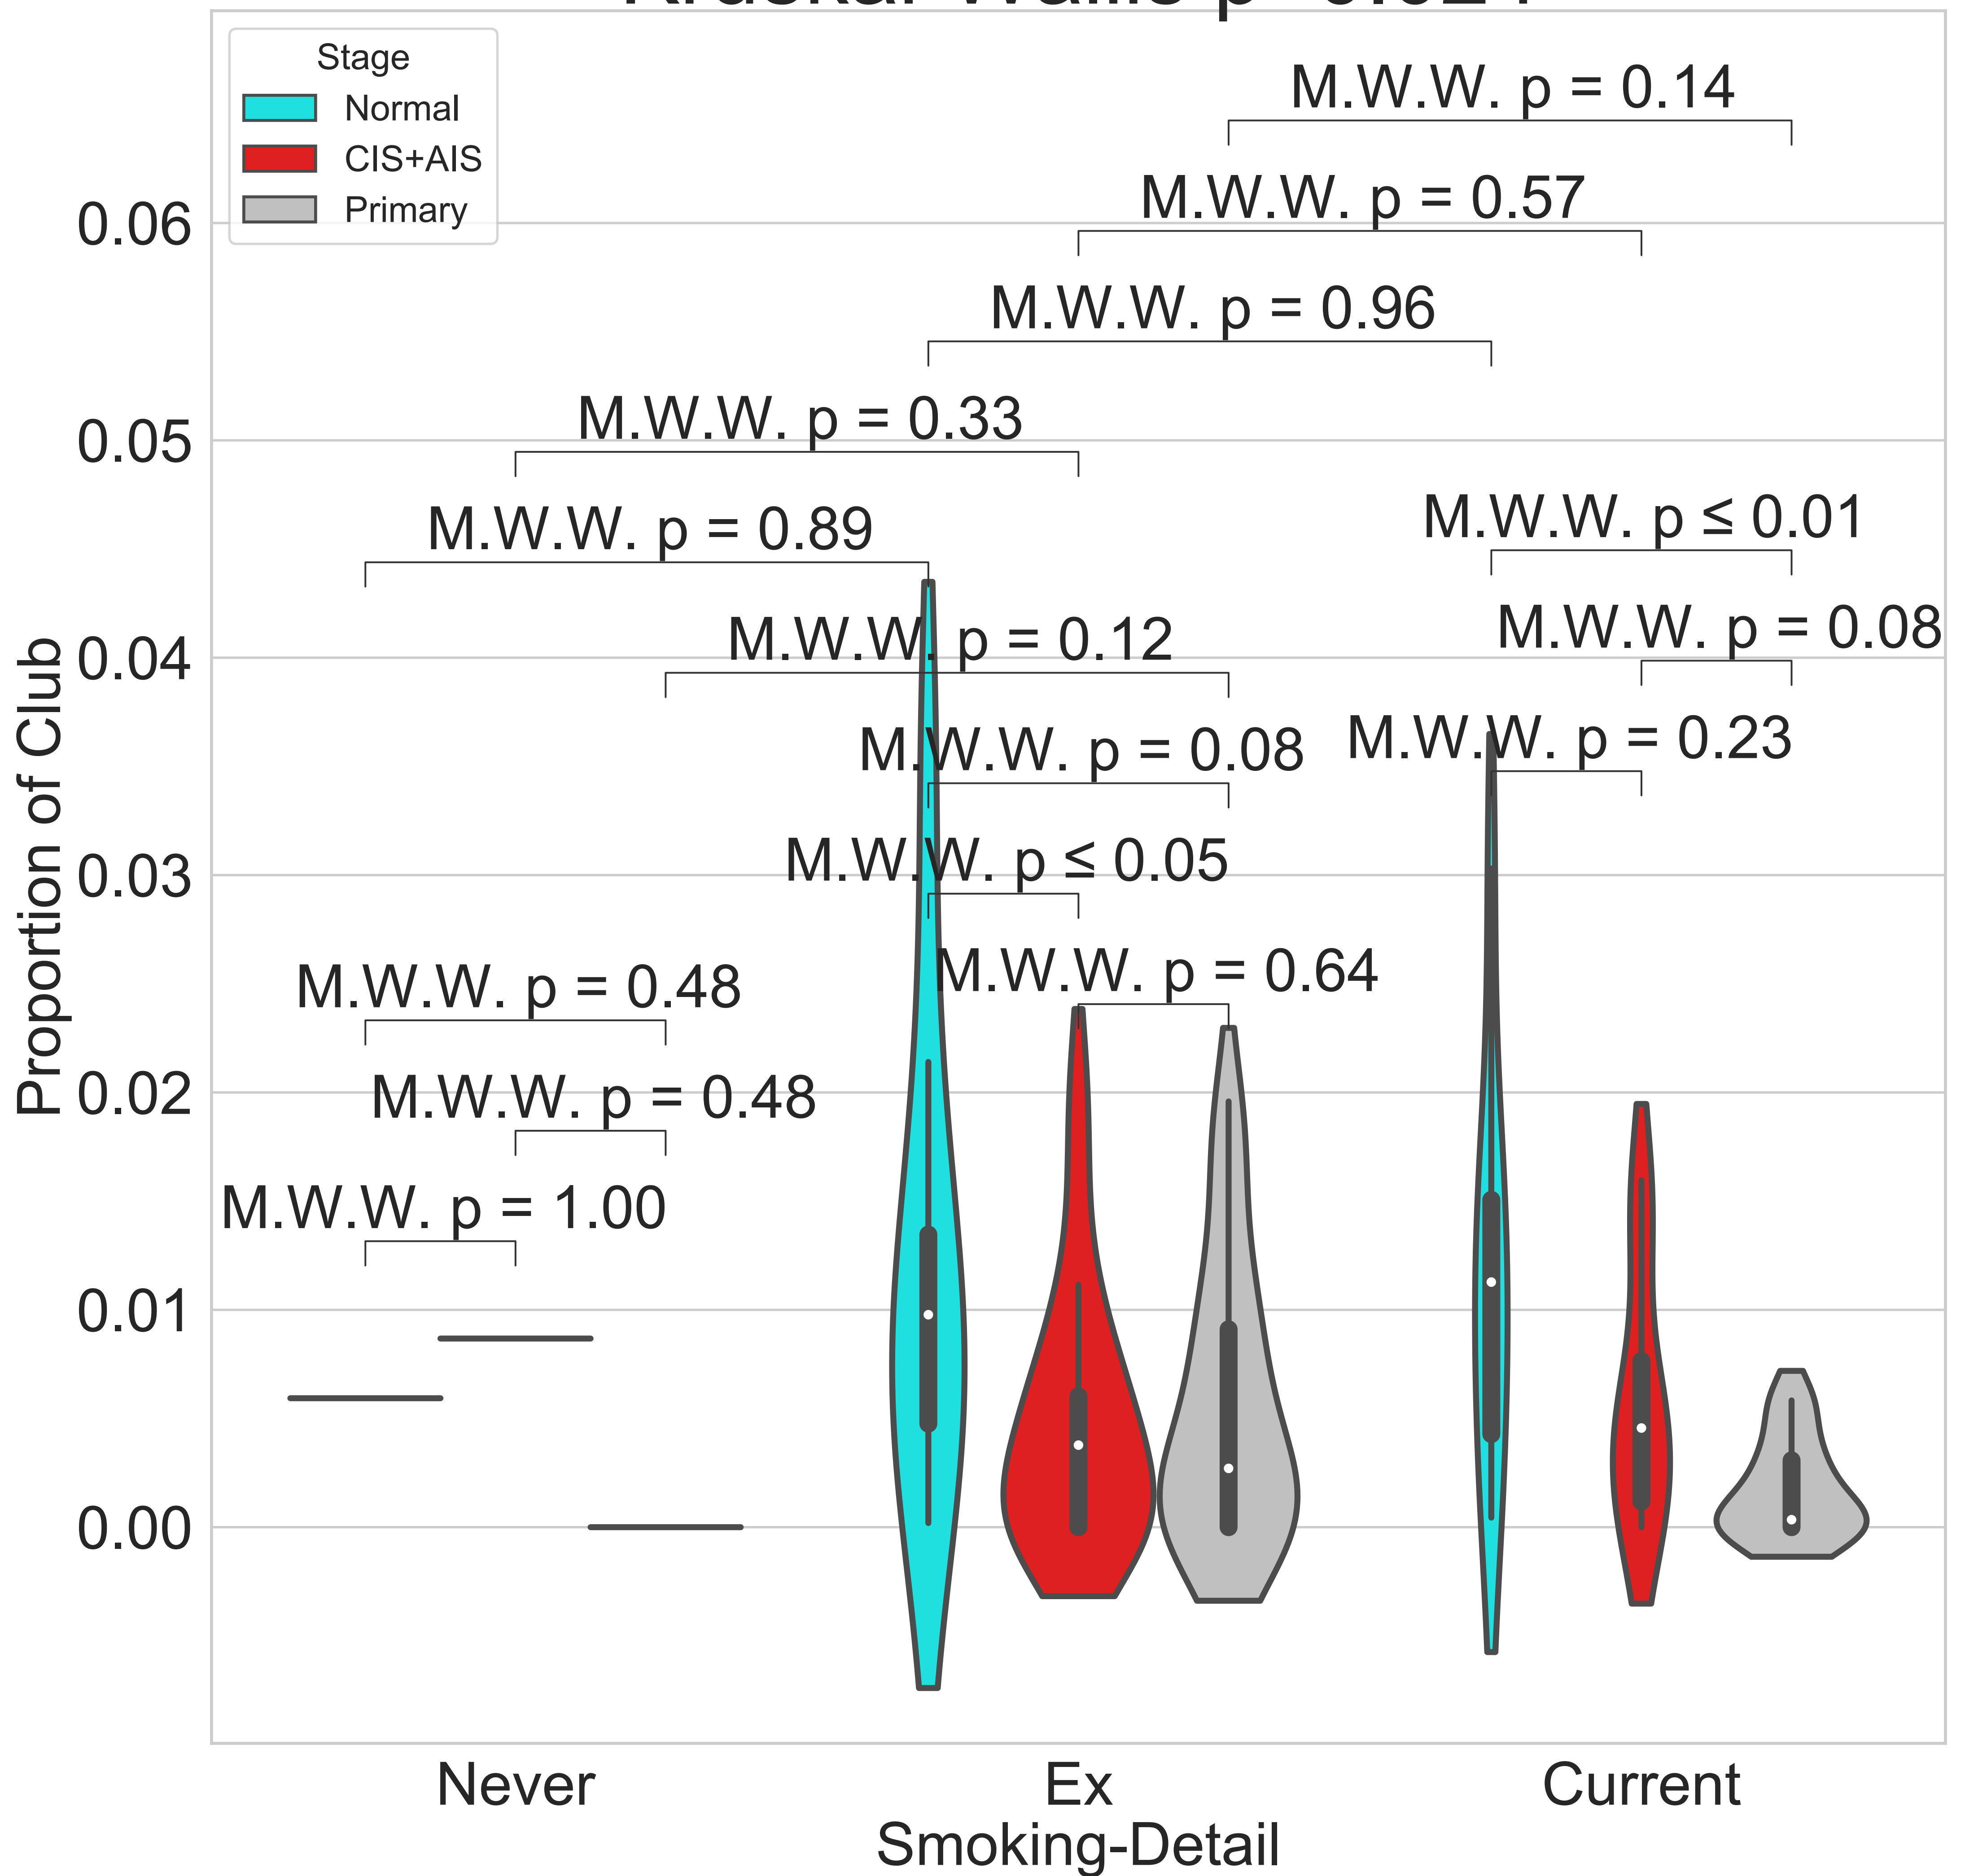 Stage
Normal
CIS+AIS
Primary
M.W.W. p = 0.14
M.W.W. p = 0.57
M.W.W. p = 0.96
M.W.W. p = 0.33
M.W.W. p = 0.89
M.W.W. p ≤ 0.01
M.W.W. p = 0.12
M.W.W. p = 0.08
M.W.W. p = 0.08
M.W.W. p = 0.23
M.W.W. p ≤ 0.05
M.W.W. p = 0.64
M.W.W. p = 0.48
M.W.W. p = 0.48
M.W.W. p = 1.00
0.06
0.05
0.04
0.03
0.02
0.01
0.00
Proportion of Club
Never
Ex
Current
Smoking-Detail